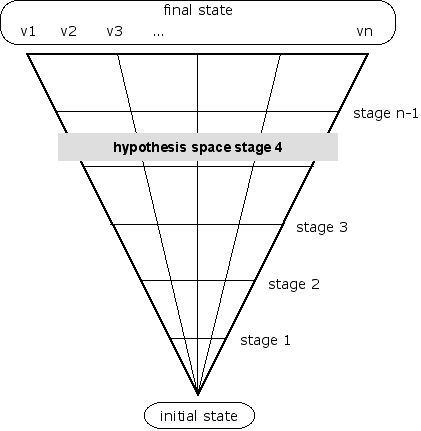 final state
v1 v2 v3 ... vn
stage n-1
hypothesis space stage 4
stage 3
stage 2
stage 1
initial state